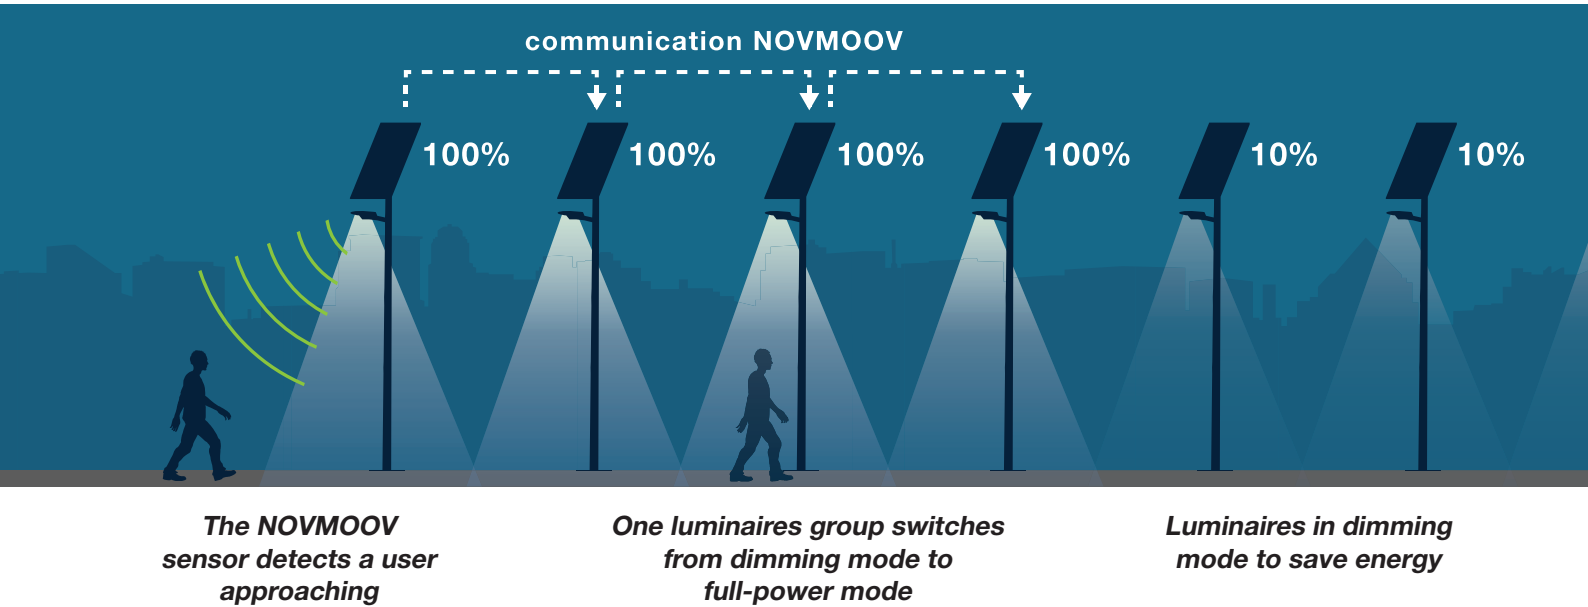 communication NOVMOOV
100%
100%
100%
100%
10%
10%
The NOVMOOV
sensor detects a user
approaching
One luminaires group switches
from dimming mode to
full-power mode
Luminaires in dimming
mode to save energy